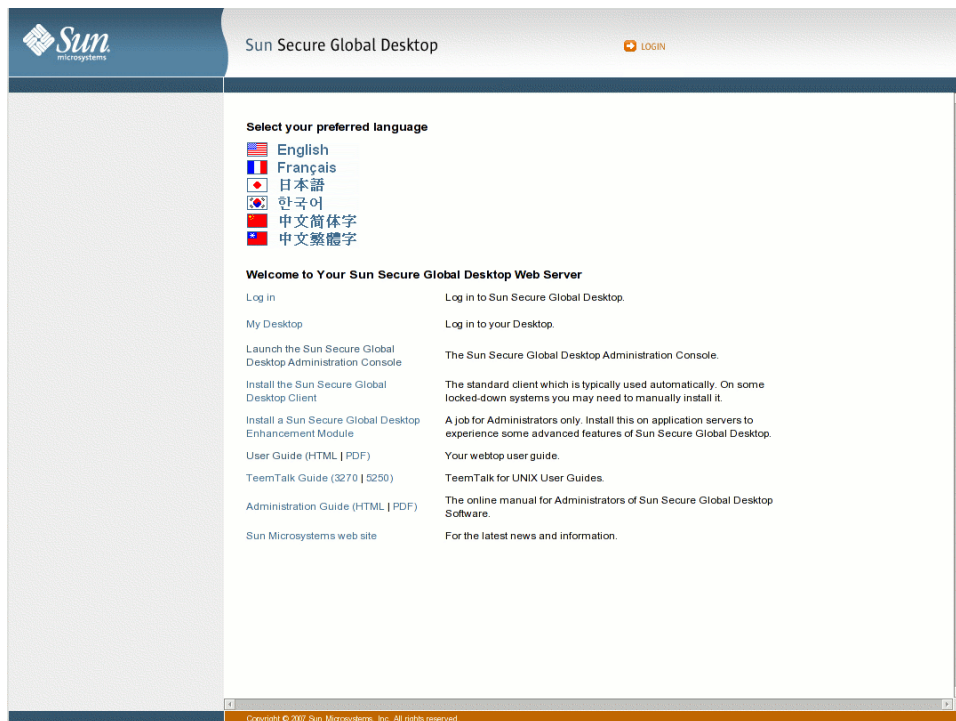 Sun
microsystems
Sun Secure Global Desktop
LOGIN
Select your preferred language
English
Français
日本語
한국어
中文简体字
中文繁體字
Welcome to Your Sun Secure Global Desktop Web Server
Log in
Log in to Sun Secure Global Desktop.
My Desktop
Log in to your Desktop.
Launch the Sun Secure Global
Desktop Administration Console
The Sun Secure Global Desktop Administration Console.
Install the Sun Secure Global
Desktop Client
The standard client which is typically used automatically. On some
locked-down systems you may need to manually install it.
Install a Sun Secure Global Desktop
Enhancement Module
A job for Administrators only. Install this on application servers to
experience some advanced features of Sun Secure Global Desktop.
User Guide (HTML | PDF)
Your webtop user guide.
TeemTalk Guide (3270 | 5250)
TeemTalk for UNIX User Guides.
Administration Guide (HTML | PDF)
The online manual for Administrators of Sun Secure Global Desktop
Software.
Sun Microsystems web site
For the latest news and information.
Copyright © 2007 Sun Microsystems, Inc. All rights reserved